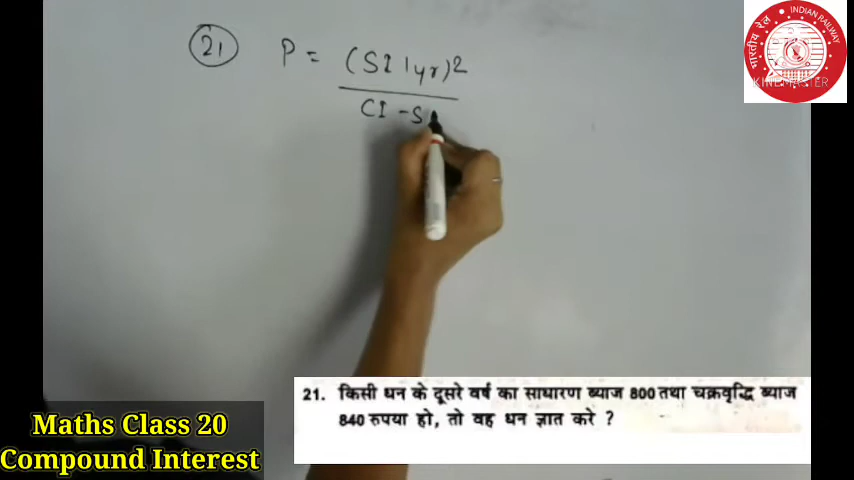 21 P = (SI 1yr)2
CI - S
भारतीय रेल INDIAN RAILWAY
KINEMASTER
21. किसी धन के दूसरे वर्ष का साधारण ब्याज 800 तथा चक्रवृद्धि ब्याज
840 रुपया हो, तो वह धन ज्ञात करे ?
Maths Class 20
Compound Interest